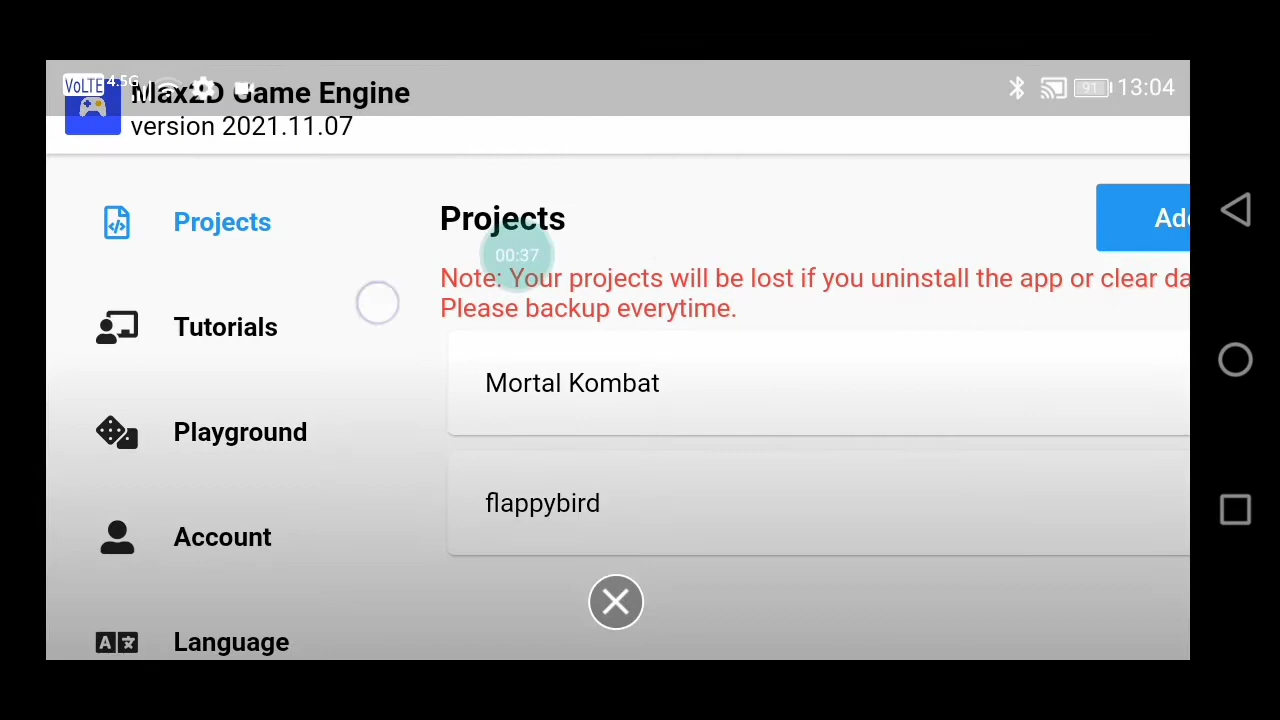 VoLTE 4.5G
91 13:04
Max2D Game Engine
version 2021.11.07
Projects
Projects
Ad
00:37
Note: Your projects will be lost if you uninstall the app or clear da
Please backup everytime.
Tutorials
Mortal Kombat
Playground
flappybird
Account
A
Language